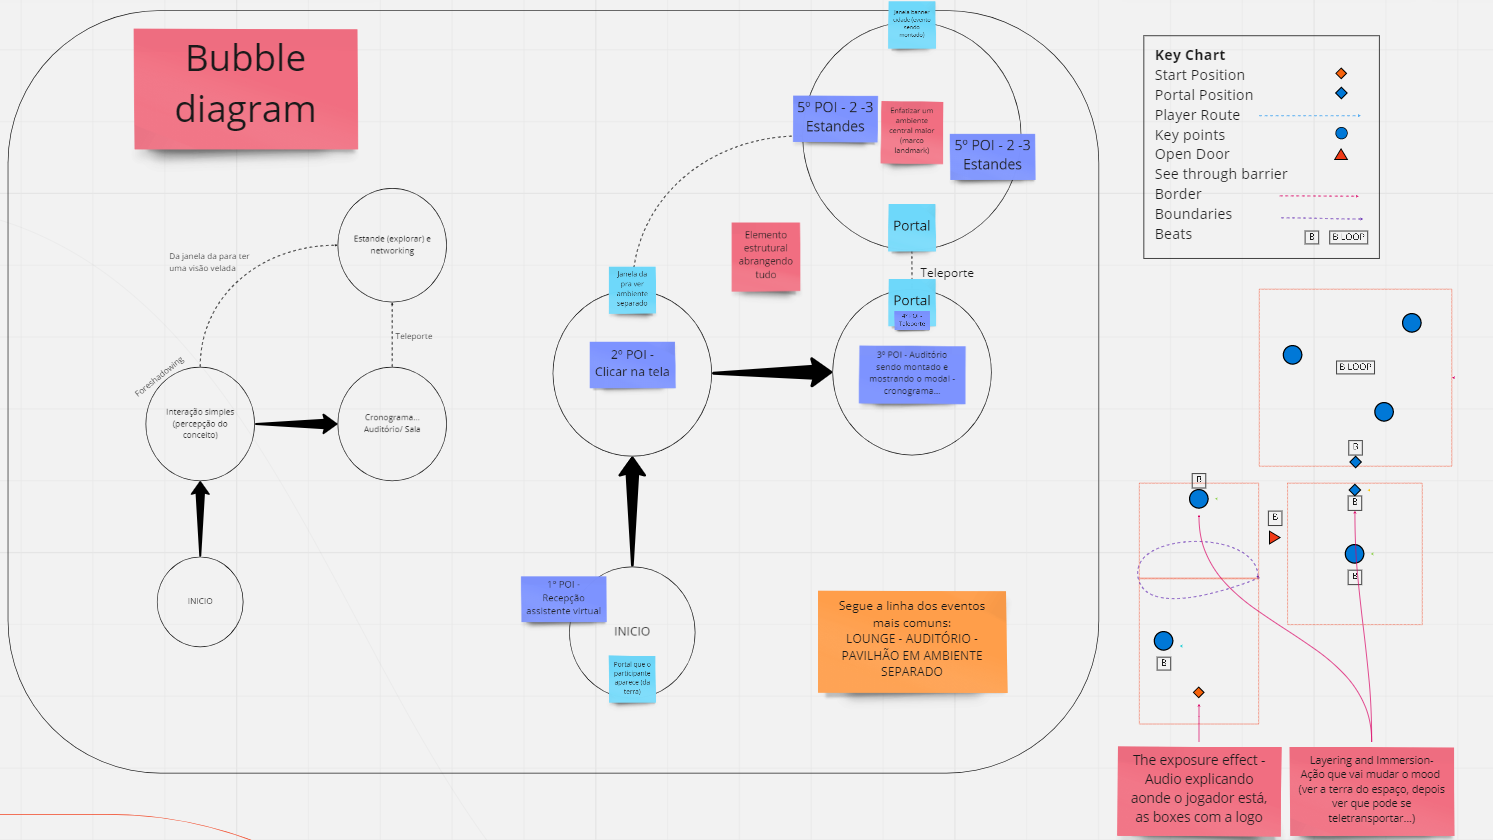 Bubble
diagram
Estande (explorar) e
networking
Da janela da para ter
uma visão velada
Teleporte
Foreshadowing
Interação simples
(percepção do
conceito)
Cronograma...
Auditório/ Sala
INICIO
Janela banner
cidade (evento
sendo
montado)
5º POI - 2 -3
Estandes
Enfatizar um
ambiente
central maior
(marco
landmark)
5º POI - 2 -3
Estandes
Portal
Teleporte
Elemento
estrutural
abrangendo
tudo
Janela da
pra ver
ambiente
separado
Portal
4º POI -
Teleporte
2º POI -
Clicar na tela
3º POI - Auditório
sendo montado e
mostrando o modal -
cronograma...
1º POI -
Recepção
assistente virtual
INICIO
Portal que o
participante
aparece (da
terra)
Segue a linha dos eventos
mais comuns:
LOUNGE - AUDITÓRIO -
PAVILHÃO EM AMBIENTE
SEPARADO
Key Chart
Start Position
Portal Position
Player Route
Key points
Open Door
See through barrier
Border
Boundaries
Beats
B
B LOOP
B LOOP
B
B
B
B
B
B
The exposure effect -
Audio explicando
aonde o jogador está,
as boxes com a logo
Layering and Immersion-
Ação que vai mudar o mood
(ver a terra do espaço, depois
ver que pode se
teletransportar...)